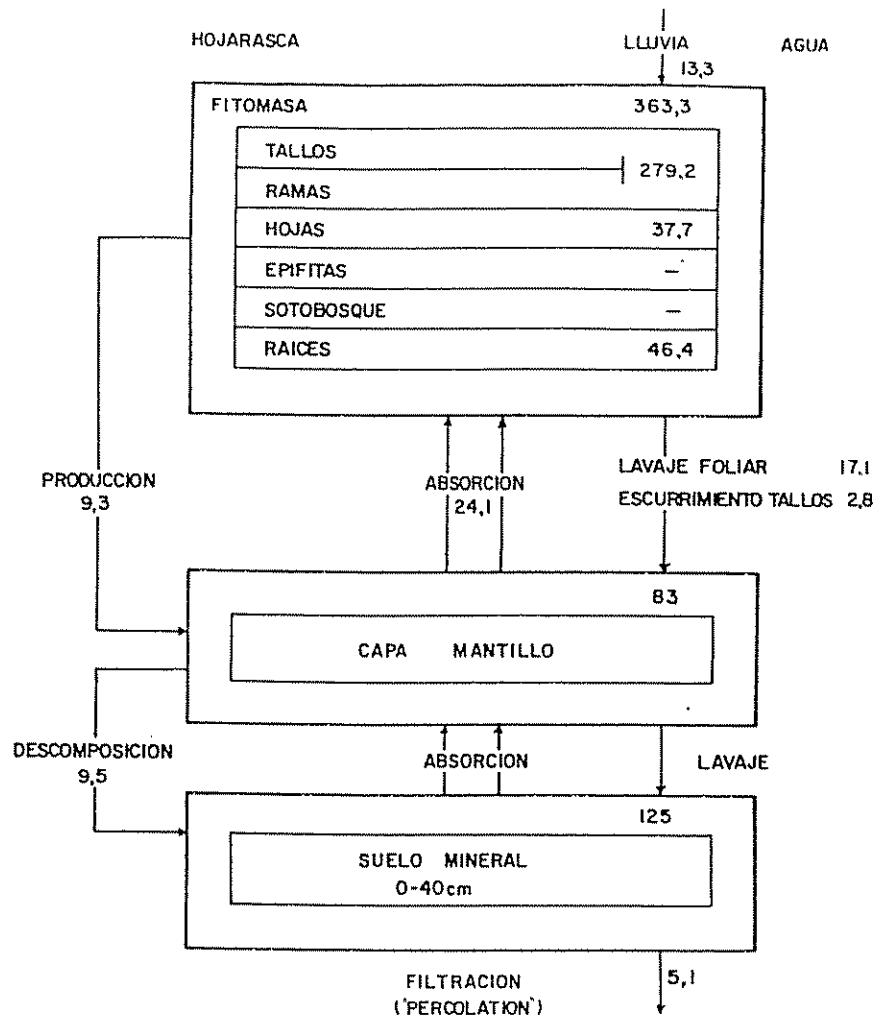 HOJARASCA LLUVIA AGUA
13,3
FITOMASA 363,3
TALLOS
279,2
RAMAS
HOJAS 37,7
EPIFITAS —
SOTOBOSQUE —
RAICES 46,4
PRODUCCION
9,3
ABSORCION
24,1
LAVAJE FOLIAR 17,1
ESCURRIMIENTO TALLOS 2,8
83
CAPA MANTILLO
DESCOMPOSICION
9,5
ABSORCION
LAVAJE
125
SUELO MINERAL
0-40cm
FILTRACION
("PERCOLATION")
5,1